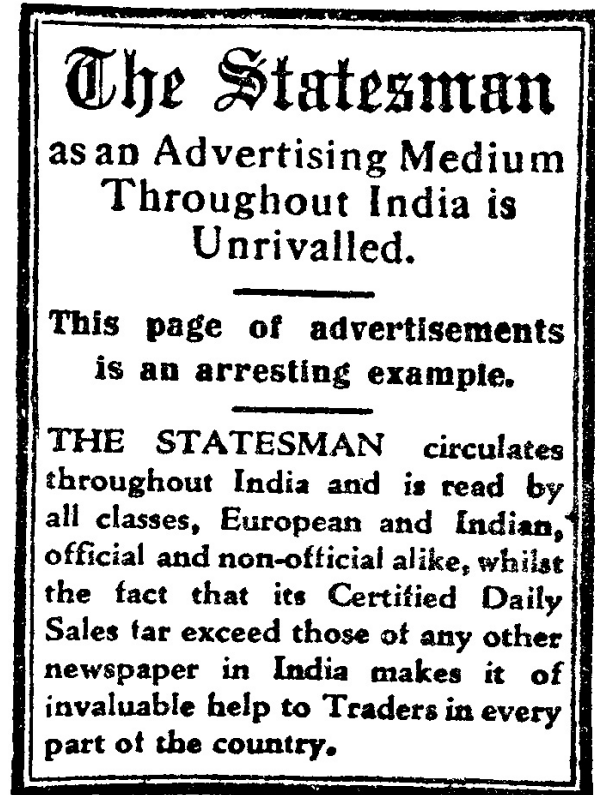 The Statesman
as an Advertising Medium
Throughout India is
Unrivalled.
This page of advertisements
is an arresting example.
THE STATESMAN circulates
throughout India and is read by
all classes, European and Indian,
official and non-official alike, whilst
the fact that its Certified Daily
Sales far exceed those of any other
newspaper in India makes it of
invaluable help to Traders in every
part of the country.